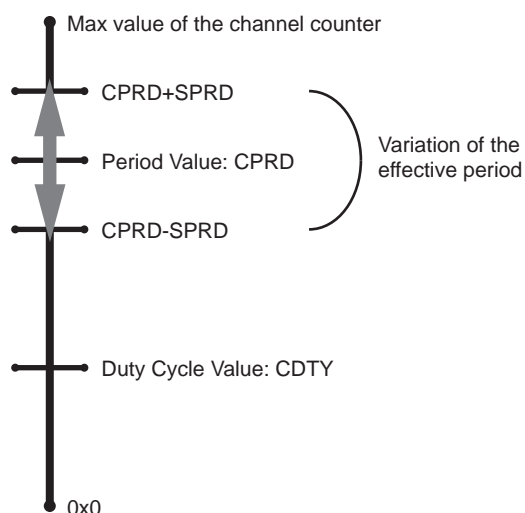 Max value of the channel counter
CPRD+SPRD
Period Value: CPRD
Variation of the
effective period
CPRD-SPRD
Duty Cycle Value: CDTY
0x0